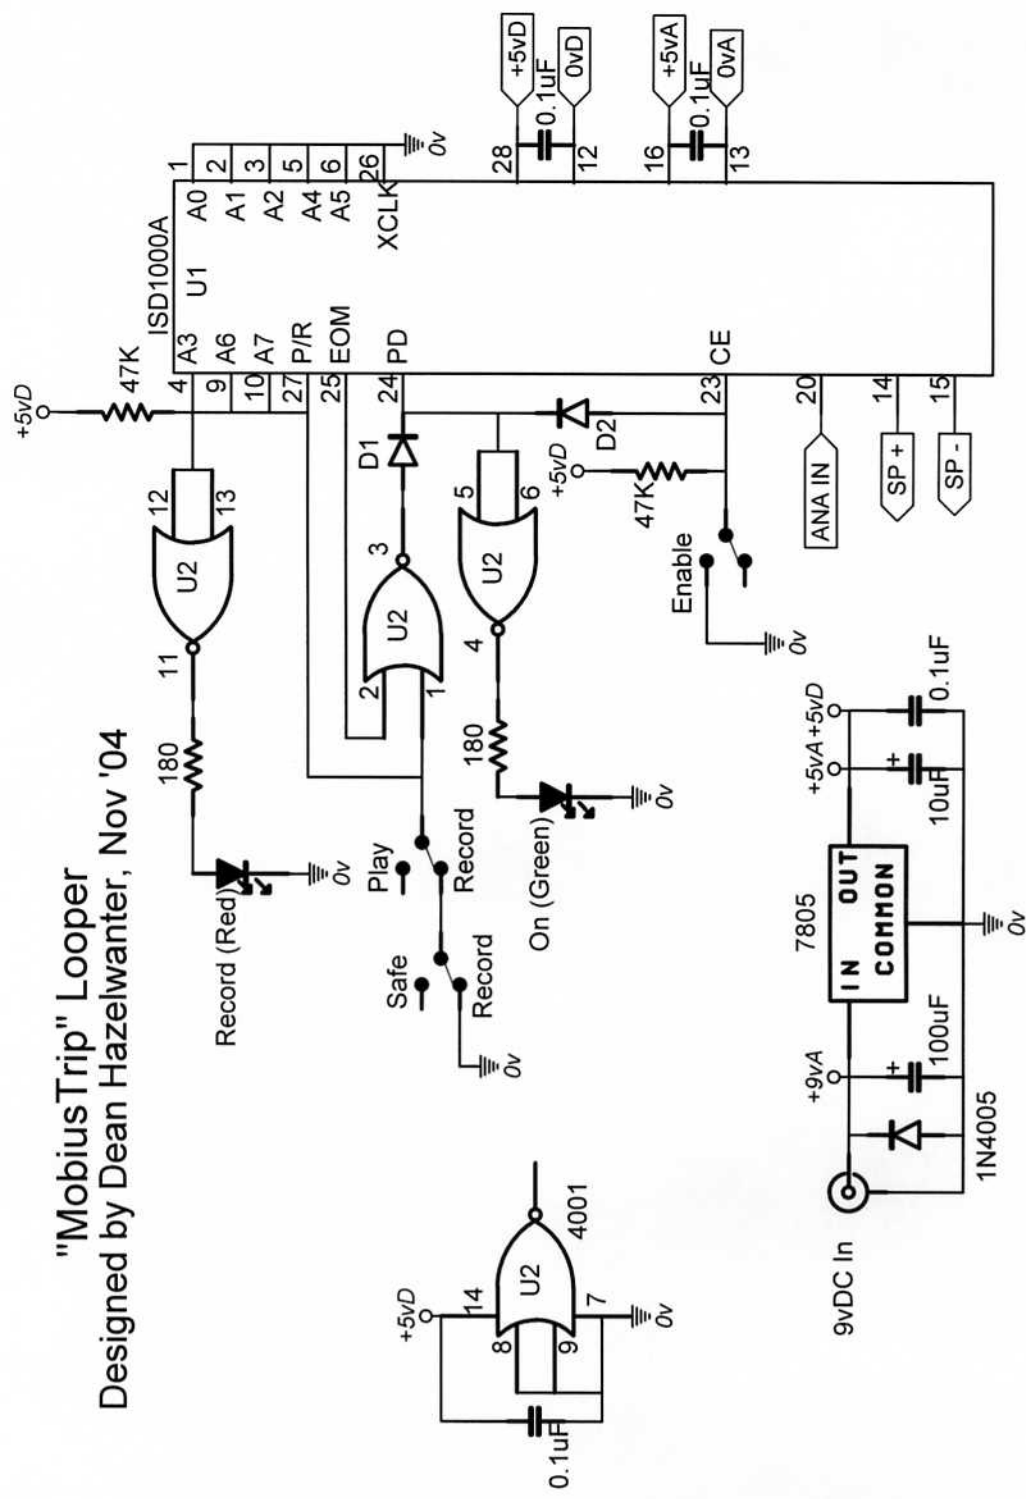 "MobiusTrip" Looper
Designed by Dean Hazelwanter, Nov '04
+5vD
47K
ISD1000A
U1
4 A3
9 A6
10 A7
27 P/R
25 EOM
24 PD
23 CE
20
14
15
A0 1
A1 2
A2 3
A4 5
A5 6
XCLK 26
0v
28
+5vD
0.1uF
12
0vD
16
+5vA
0.1uF
13
0vA
12
13
U2
11
180
Record (Red)
0v
D1
3
U2
2
1
Play
Record
Safe
Record
0v
5
6
U2
4
180
On (Green)
0v
D2
+5vD
47K
Enable
0v
ANA IN
SP +
SP -
+5vD
14
8
9
U2
7
4001
0.1uF
0v
9vDC In
+9vA
1N4005
100uF
+
7805
IN OUT
COMMON
+5vA
+5vD
+
10uF
0.1uF
0v